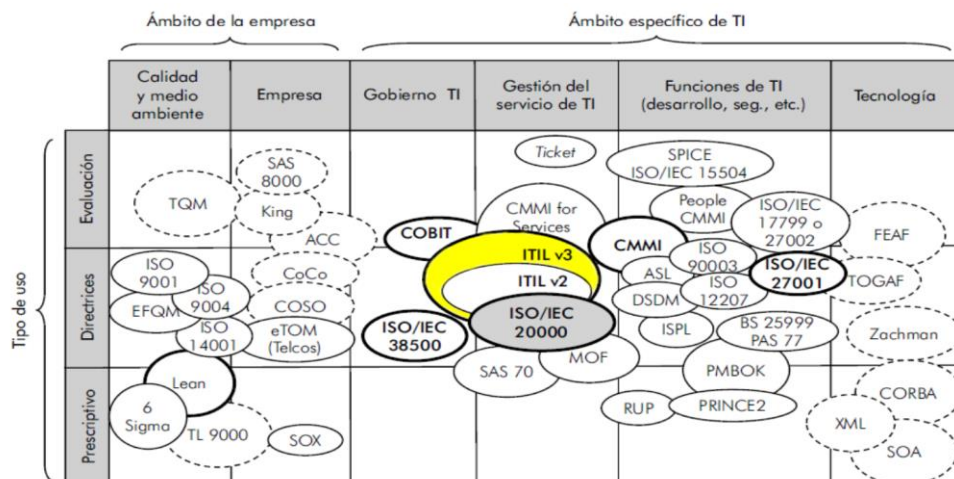 Ámbito de la empresa
Ámbito específico de TI
Calidad
y medio
ambiente
Empresa
Gobierno TI
Gestión del
servicio de TI
Funciones de TI
(desarrollo, seg., etc.)
Tecnología
Tipo de uso
Evaluación
TQM
SAS
8000
King
ACC
COBIT
Ticket
CMMI for
Services
SPICE
ISO/IEC 15504
People
CMMI
ISO/IEC
17799 o
27002
FEAF
Directrices
ISO
9001
EFQM
ISO
9004
ISO
14001
CoCo
COSO
eTOM
(Telcos)
ISO/IEC
38500
ITIL v3
ITIL v2
ISO/IEC
20000
MOF
CMMI
ASL
ISO
90003
DSDM
ISO
12207
ISO/IEC
27001
ISPL
BS 25999
PAS 77
TOGAF
Zachman
Prescriptivo
Lean
6
Sigma
TL 9000
SOX
SAS 70
PMBOK
RUP
PRINCE2
CORBA
XML
SOA